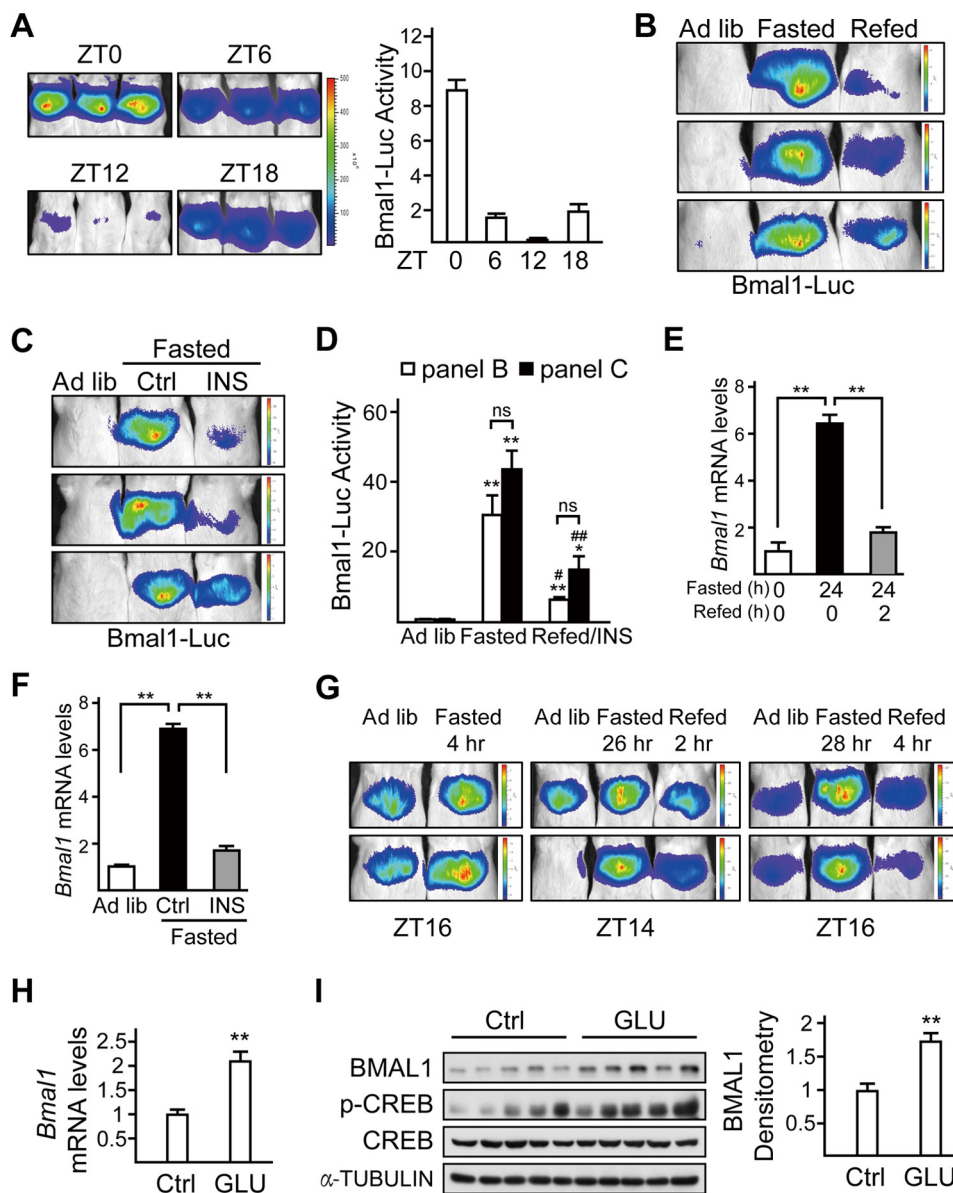 A
ZT0 ZT6
ZT12 ZT18
500
400
300
200
100
Bmal1-Luc Activity
12
10
8
6
4
2
ZT 0 6 12 18
B
Ad lib Fasted Refed
Bmal1-Luc
C
Fasted
Ad lib Ctrl INS
Bmal1-Luc
D
panel B panel C
Bmal1-Luc Activity
60
40
20
ns
** **
ns
# ##
** *
Ad lib Fasted Refed/INS
E
Bmal1 mRNA levels
8
6
4
2
** **
Fasted (h) 0 24 24
Refed (h) 0 0 2
F
Bmal1 mRNA levels
8
6
4
2
** **
Ad lib Ctrl INS
Fasted
G
Ad lib Fasted Ad lib Fasted Refed Ad lib Fasted Refed
4 hr 26 hr 2 hr 28 hr 4 hr
ZT16 ZT14 ZT16
H
Bmal1
mRNA levels
2.5
2
1.5
1
0.5
**
Ctrl GLU
I
Ctrl GLU
BMAL1
p-CREB
CREB
α-TUBULIN
BMAL1
Densitometry
2
1.5
1
0.5
**
Ctrl GLU